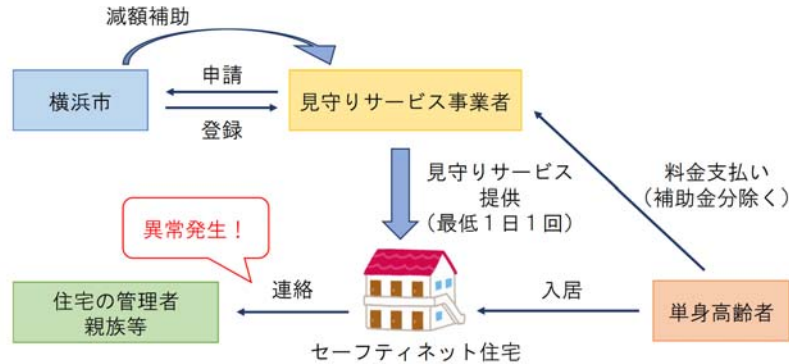 減額補助
横浜市
申請
登録
見守りサービス事業者
見守りサービス
提供
(最低1日1回)
料金支払い
(補助金分除く)
異常発生!
住宅の管理者
親族等
連絡
入居
単身高齢者
セーフティネット住宅